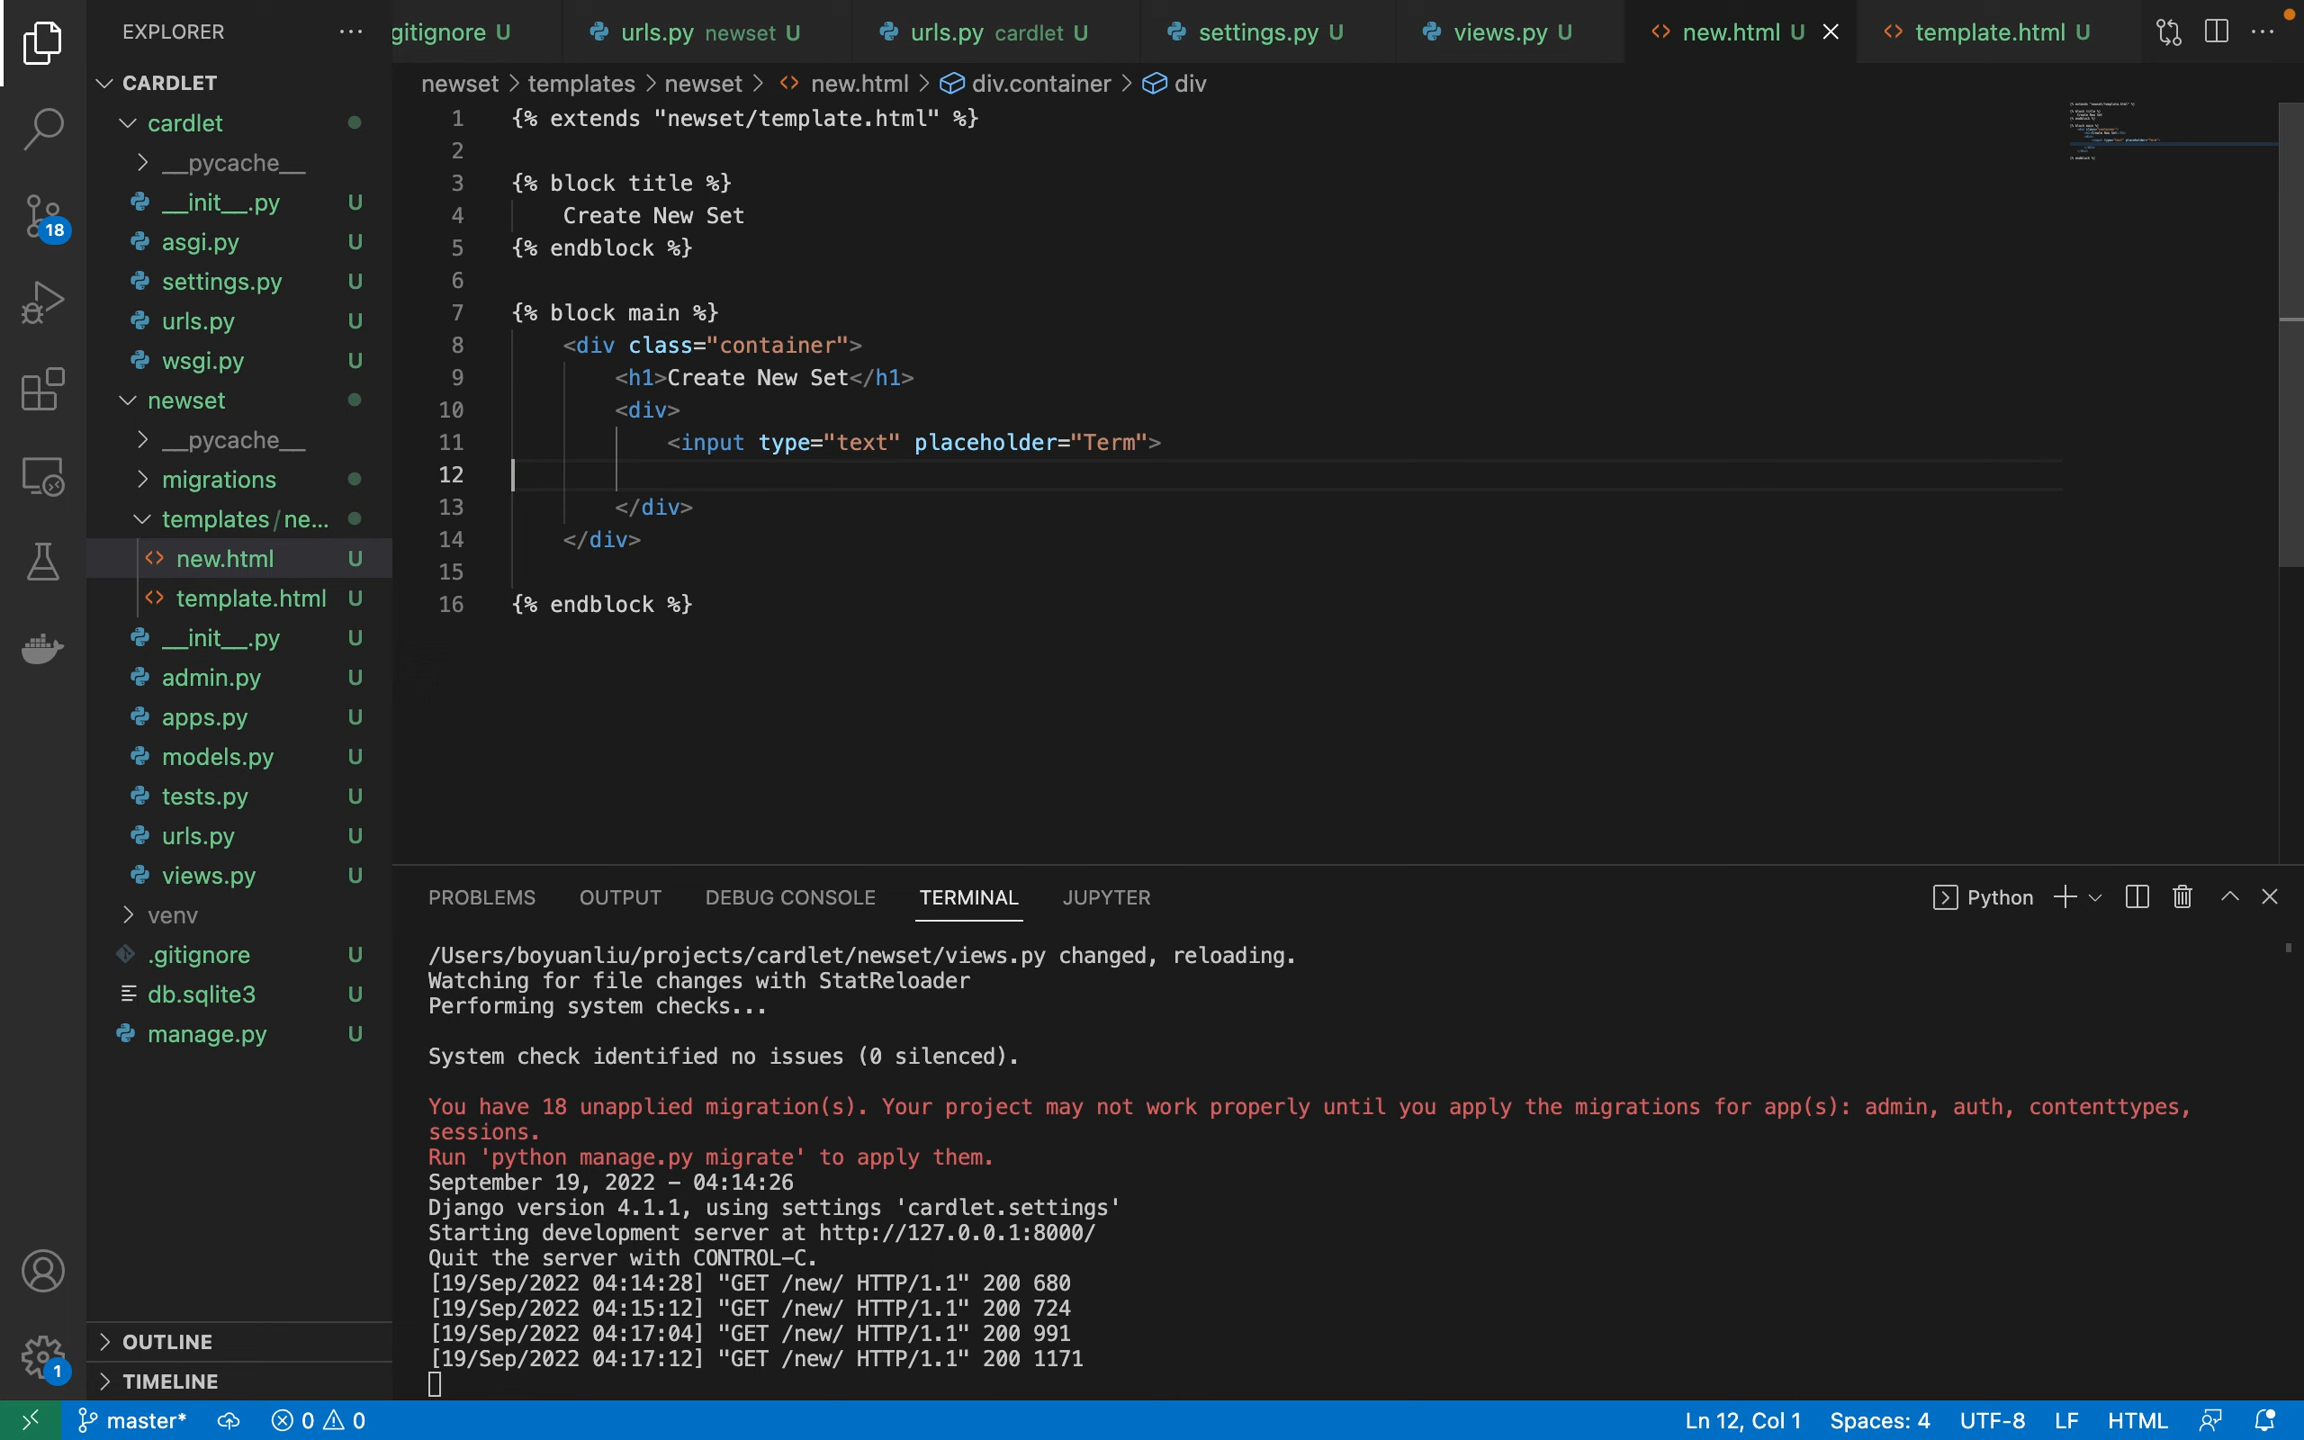 EXPLORER
gitignore U
urls.py newset U
urls.py cardlet U
settings.py U
views.py U
new.html U
template.html U
newset > templates > newset > new.html > div.container > div
CARDLET
cardlet
__pycache__
__init__.py U
asgi.py U
settings.py U
urls.py U
wsgi.py U
newset
__pycache__
migrations
templates/ne...
new.html U
template.html U
__init__.py U
admin.py U
apps.py U
models.py U
tests.py U
urls.py U
views.py U
venv
.gitignore U
db.sqlite3 U
manage.py U
OUTLINE
TIMELINE
18
1
1 {% extends "newset/template.html" %}
2
3 {% block title %}
4 Create New Set
5 {% endblock %}
6
7 {% block main %}
8 <div class="container">
9 <h1>Create New Set</h1>
10 <div>
11 <input type="text" placeholder="Term">
12
13 </div>
14 </div>
15
16 {% endblock %}
PROBLEMS OUTPUT DEBUG CONSOLE TERMINAL JUPYTER
Python
/Users/boyuanliu/projects/cardlet/newset/views.py changed, reloading.
Watching for file changes with StatReloader
Performing system checks...
System check identified no issues (0 silenced).
You have 18 unapplied migration(s). Your project may not work properly until you apply the migrations for app(s): admin, auth, contenttypes,
sessions.
Run 'python manage.py migrate' to apply them.
September 19, 2022 - 04:14:26
Django version 4.1.1, using settings 'cardlet.settings'
Starting development server at http://127.0.0.1:8000/
Quit the server with CONTROL-C.
[19/Sep/2022 04:14:28] "GET /new/ HTTP/1.1" 200 680
[19/Sep/2022 04:15:12] "GET /new/ HTTP/1.1" 200 724
[19/Sep/2022 04:17:04] "GET /new/ HTTP/1.1" 200 991
[19/Sep/2022 04:17:12] "GET /new/ HTTP/1.1" 200 1171
master* 0 0
Ln 12, Col 1 Spaces: 4 UTF-8 LF HTML